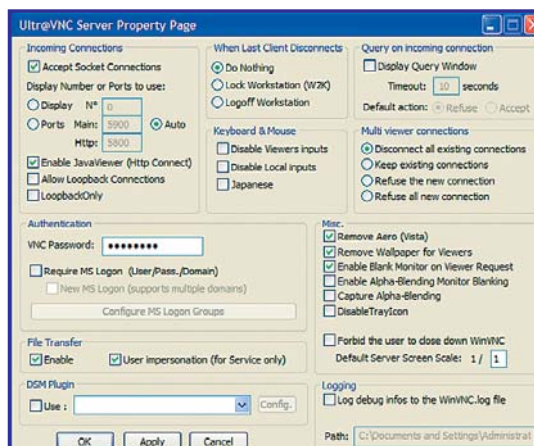 Ultr@VNC Server Property Page
Incoming Connections
Accept Socket Connections
Display Number or Ports to use:
Display N° 0
Ports Main: 5900 Auto
Http: 5800
Enable JavaViewer (Http Connect)
Allow Loopback Connections
LoopbackOnly
When Last Client Disconnects
Do Nothing
Lock Workstation (W2K)
Logoff Workstation
Query on incoming connection
Display Query Window
Timeout: 10 seconds
Default action: Refuse Accept
Keyboard & Mouse
Disable Viewers inputs
Disable Local inputs
Japanese
Multi viewer connections
Disconnect all existing connections
Keep existing connections
Refuse the new connection
Refuse all new connection
Authentication
VNC Password: ••••••••
Require MS Logon (User/Pass./Domain)
New MS Logon (supports multiple domains)
Configure MS Logon Groups
Misc.
Remove Aero (Vista)
Remove Wallpaper for Viewers
Enable Blank Monitor on Viewer Request
Enable Alpha-Blending Monitor Blanking
Capture Alpha-Blending
DisableTrayIcon
Forbid the user to close down WinVNC
Default Server Screen Scale: 1 / 1
File Transfer
Enable User impersonation (for Service only)
DSM Plugin
Use : Config.
Logging
Log debug infos to the WinVNC.log file
Path: C:\Documents and Settings\Administrat
OK Apply Cancel